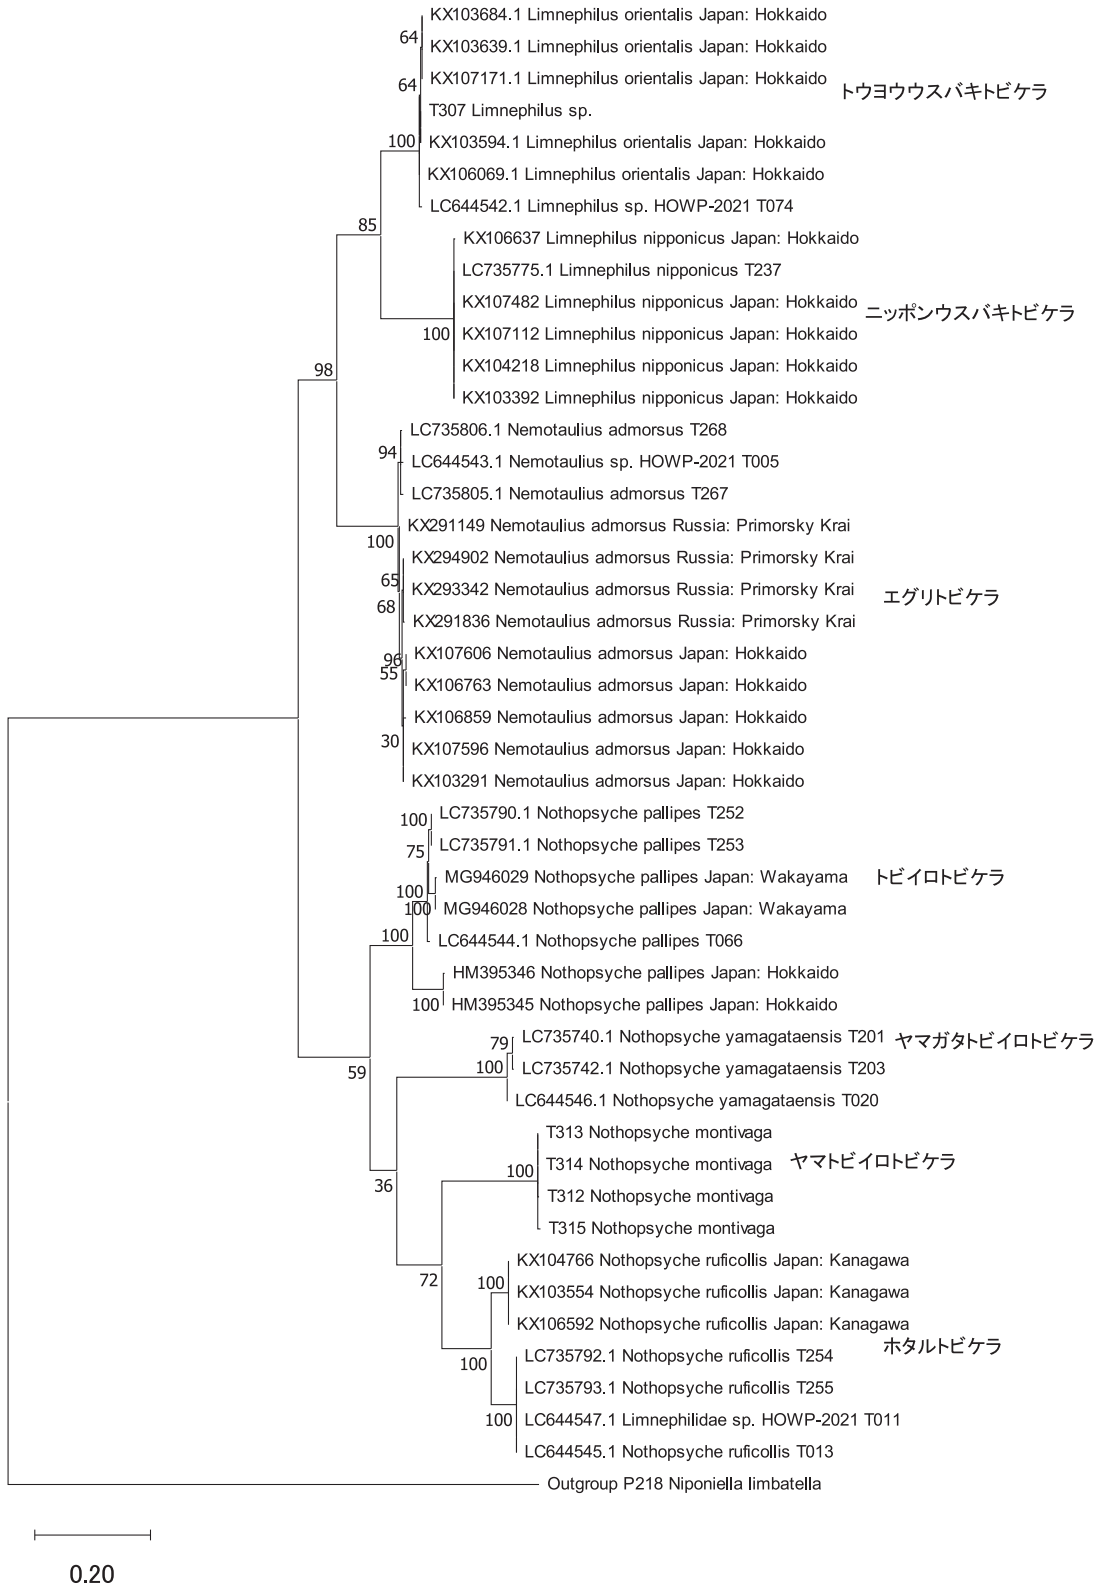 KX103684.1 Limnephilus orientalis Japan: Hokkaido
64
KX103639.1 Limnephilus orientalis Japan: Hokkaido
KX107171.1 Limnephilus orientalis Japan: Hokkaido
64
トウヨウウスバキトビケラ
T307 Limnephilus sp.
100
KX103594.1 Limnephilus orientalis Japan: Hokkaido
KX106069.1 Limnephilus orientalis Japan: Hokkaido
LC644542.1 Limnephilus sp. HOWP-2021 T074
85
KX106637 Limnephilus nipponicus Japan: Hokkaido
LC735775.1 Limnephilus nipponicus T237
KX107482 Limnephilus nipponicus Japan: Hokkaido
ニッポンウスバキトビケラ
100
KX107112 Limnephilus nipponicus Japan: Hokkaido
KX104218 Limnephilus nipponicus Japan: Hokkaido
98
KX103392 Limnephilus nipponicus Japan: Hokkaido
LC735806.1 Nemotaulius admorsus T268
94
LC644543.1 Nemotaulius sp. HOWP-2021 T005
LC735805.1 Nemotaulius admorsus T267
KX291149 Nemotaulius admorsus Russia: Primorsky Krai
100
KX294902 Nemotaulius admorsus Russia: Primorsky Krai
65
KX293342 Nemotaulius admorsus Russia: Primorsky Krai
エグリトビケラ
68
KX291836 Nemotaulius admorsus Russia: Primorsky Krai
KX107606 Nemotaulius admorsus Japan: Hokkaido
96
55
KX106763 Nemotaulius admorsus Japan: Hokkaido
KX106859 Nemotaulius admorsus Japan: Hokkaido
30
KX107596 Nemotaulius admorsus Japan: Hokkaido
KX103291 Nemotaulius admorsus Japan: Hokkaido
LC735790.1 Nothopsyche pallipes T252
100
LC735791.1 Nothopsyche pallipes T253
75
MG946029 Nothopsyche pallipes Japan: Wakayama
トビイロトビケラ
100
100
MG946028 Nothopsyche pallipes Japan: Wakayama
100
LC644544.1 Nothopsyche pallipes T066
HM395346 Nothopsyche pallipes Japan: Hokkaido
100
HM395345 Nothopsyche pallipes Japan: Hokkaido
LC735740.1 Nothopsyche yamagataensis T201
ヤマガタトビイロトビケラ
79
59
100
LC735742.1 Nothopsyche yamagataensis T203
LC644546.1 Nothopsyche yamagataensis T020
T313 Nothopsyche montivaga
T314 Nothopsyche montivaga
ヤマトビイロトビケラ
100
36
T312 Nothopsyche montivaga
T315 Nothopsyche montivaga
KX104766 Nothopsyche ruficollis Japan: Kanagawa
72
100
KX103554 Nothopsyche ruficollis Japan: Kanagawa
KX106592 Nothopsyche ruficollis Japan: Kanagawa
ホタルトビケラ
LC735792.1 Nothopsyche ruficollis T254
100
LC735793.1 Nothopsyche ruficollis T255
100
LC644547.1 Limnephilidae sp. HOWP-2021 T011
LC644545.1 Nothopsyche ruficollis T013
Outgroup P218 Niponiella limbatella
0.20